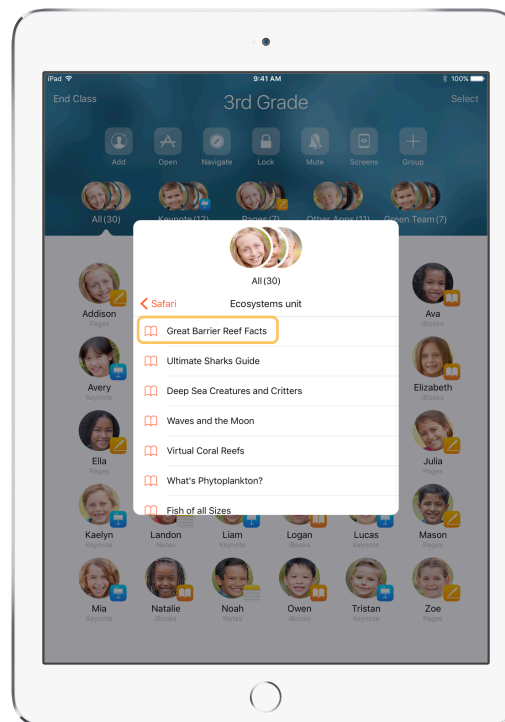 iPad
9:41 AM
100%
End Class
3rd Grade
Select
Add
Open
Navigate
Lock
Mute
Screens
Group
All (30)
Keynote (12)
Pages (7)
Other Apps (11)
Green Team (7)
All (30)
Safari
Ecosystems unit
Great Barrier Reef Facts
Ultimate Sharks Guide
Deep Sea Creatures and Critters
Waves and the Moon
Virtual Coral Reefs
What's Phytoplankton?
Fish of all Sizes
Addison
Pages
Ava
iBooks
Avery
Keynote
Elizabeth
iBooks
Ella
Pages
Julia
Pages
Kaelyn
Keynote
Landon
Notes
Liam
Keynote
Logan
iBooks
Lucas
Keynote
Mason
Pages
Mia
Keynote
Natalie
iBooks
Noah
Notes
Owen
iBooks
Tristan
Keynote
Zoe
Pages